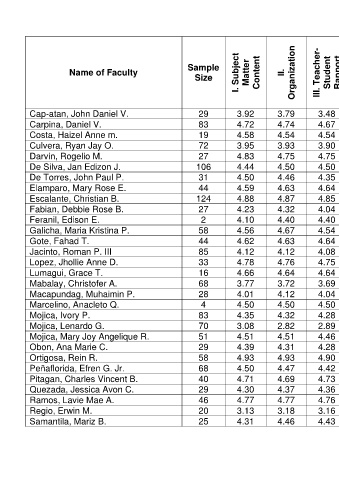 Name of Faculty Sample Size I. Subject Matter Content II. Organization III. Teacher-Student Rapport
Cap-atan, John Daniel V. 29 3.92 3.79 3.48
Carpina, Daniel V. 83 4.72 4.74 4.67
Costa, Haizel Anne m. 19 4.58 4.54 4.54
Culvera, Ryan Jay O. 72 3.95 3.93 3.90
Darvin, Rogelio M. 27 4.83 4.75 4.75
De Silva, Jan Edizon J. 106 4.44 4.50 4.50
De Torres, John Paul P. 31 4.50 4.46 4.35
Elamparo, Mary Rose E. 44 4.59 4.63 4.64
Escalante, Christian B. 124 4.88 4.87 4.85
Fabian, Debbie Rose B. 27 4.23 4.32 4.04
Feranil, Edison E. 2 4.10 4.40 4.40
Galicha, Maria Kristina P. 58 4.56 4.67 4.54
Gote, Fahad T. 44 4.62 4.63 4.64
Jacinto, Roman P. III 85 4.12 4.12 4.08
Lopez, Jhollie Anne D. 33 4.78 4.76 4.75
Lumagui, Grace T. 16 4.66 4.64 4.64
Mabalay, Christofer A. 68 3.77 3.72 3.69
Macapundag, Muhaimin P. 28 4.01 4.12 4.04
Marcelino, Anacleto Q. 4 4.50 4.50 4.50
Mojica, Ivory P. 83 4.35 4.32 4.28
Mojica, Lenardo G. 70 3.08 2.82 2.89
Mojica, Mary Joy Angelique R. 51 4.51 4.51 4.46
Obon, Ana Marie C. 29 4.39 4.31 4.28
Ortigosa, Rein R. 58 4.93 4.93 4.90
Peñaflorida, Efren G. Jr. 68 4.50 4.47 4.42
Pitagan, Charles Vincent B. 40 4.71 4.69 4.73
Quezada, Jessica Avon C. 29 4.30 4.37 4.36
Ramos, Lavie Mae A. 46 4.77 4.77 4.76
Regio, Erwin M. 20 3.13 3.18 3.16
Samantila, Mariz B. 25 4.31 4.46 4.43